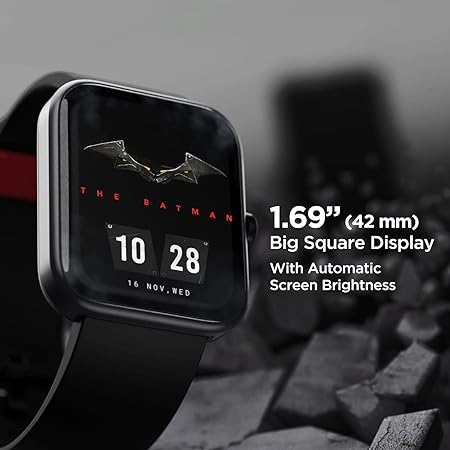 THE BATMAN
10 28
16 NOV,WED
1.69” (42 mm)
Big Square Display
With Automatic
Screen Brightness